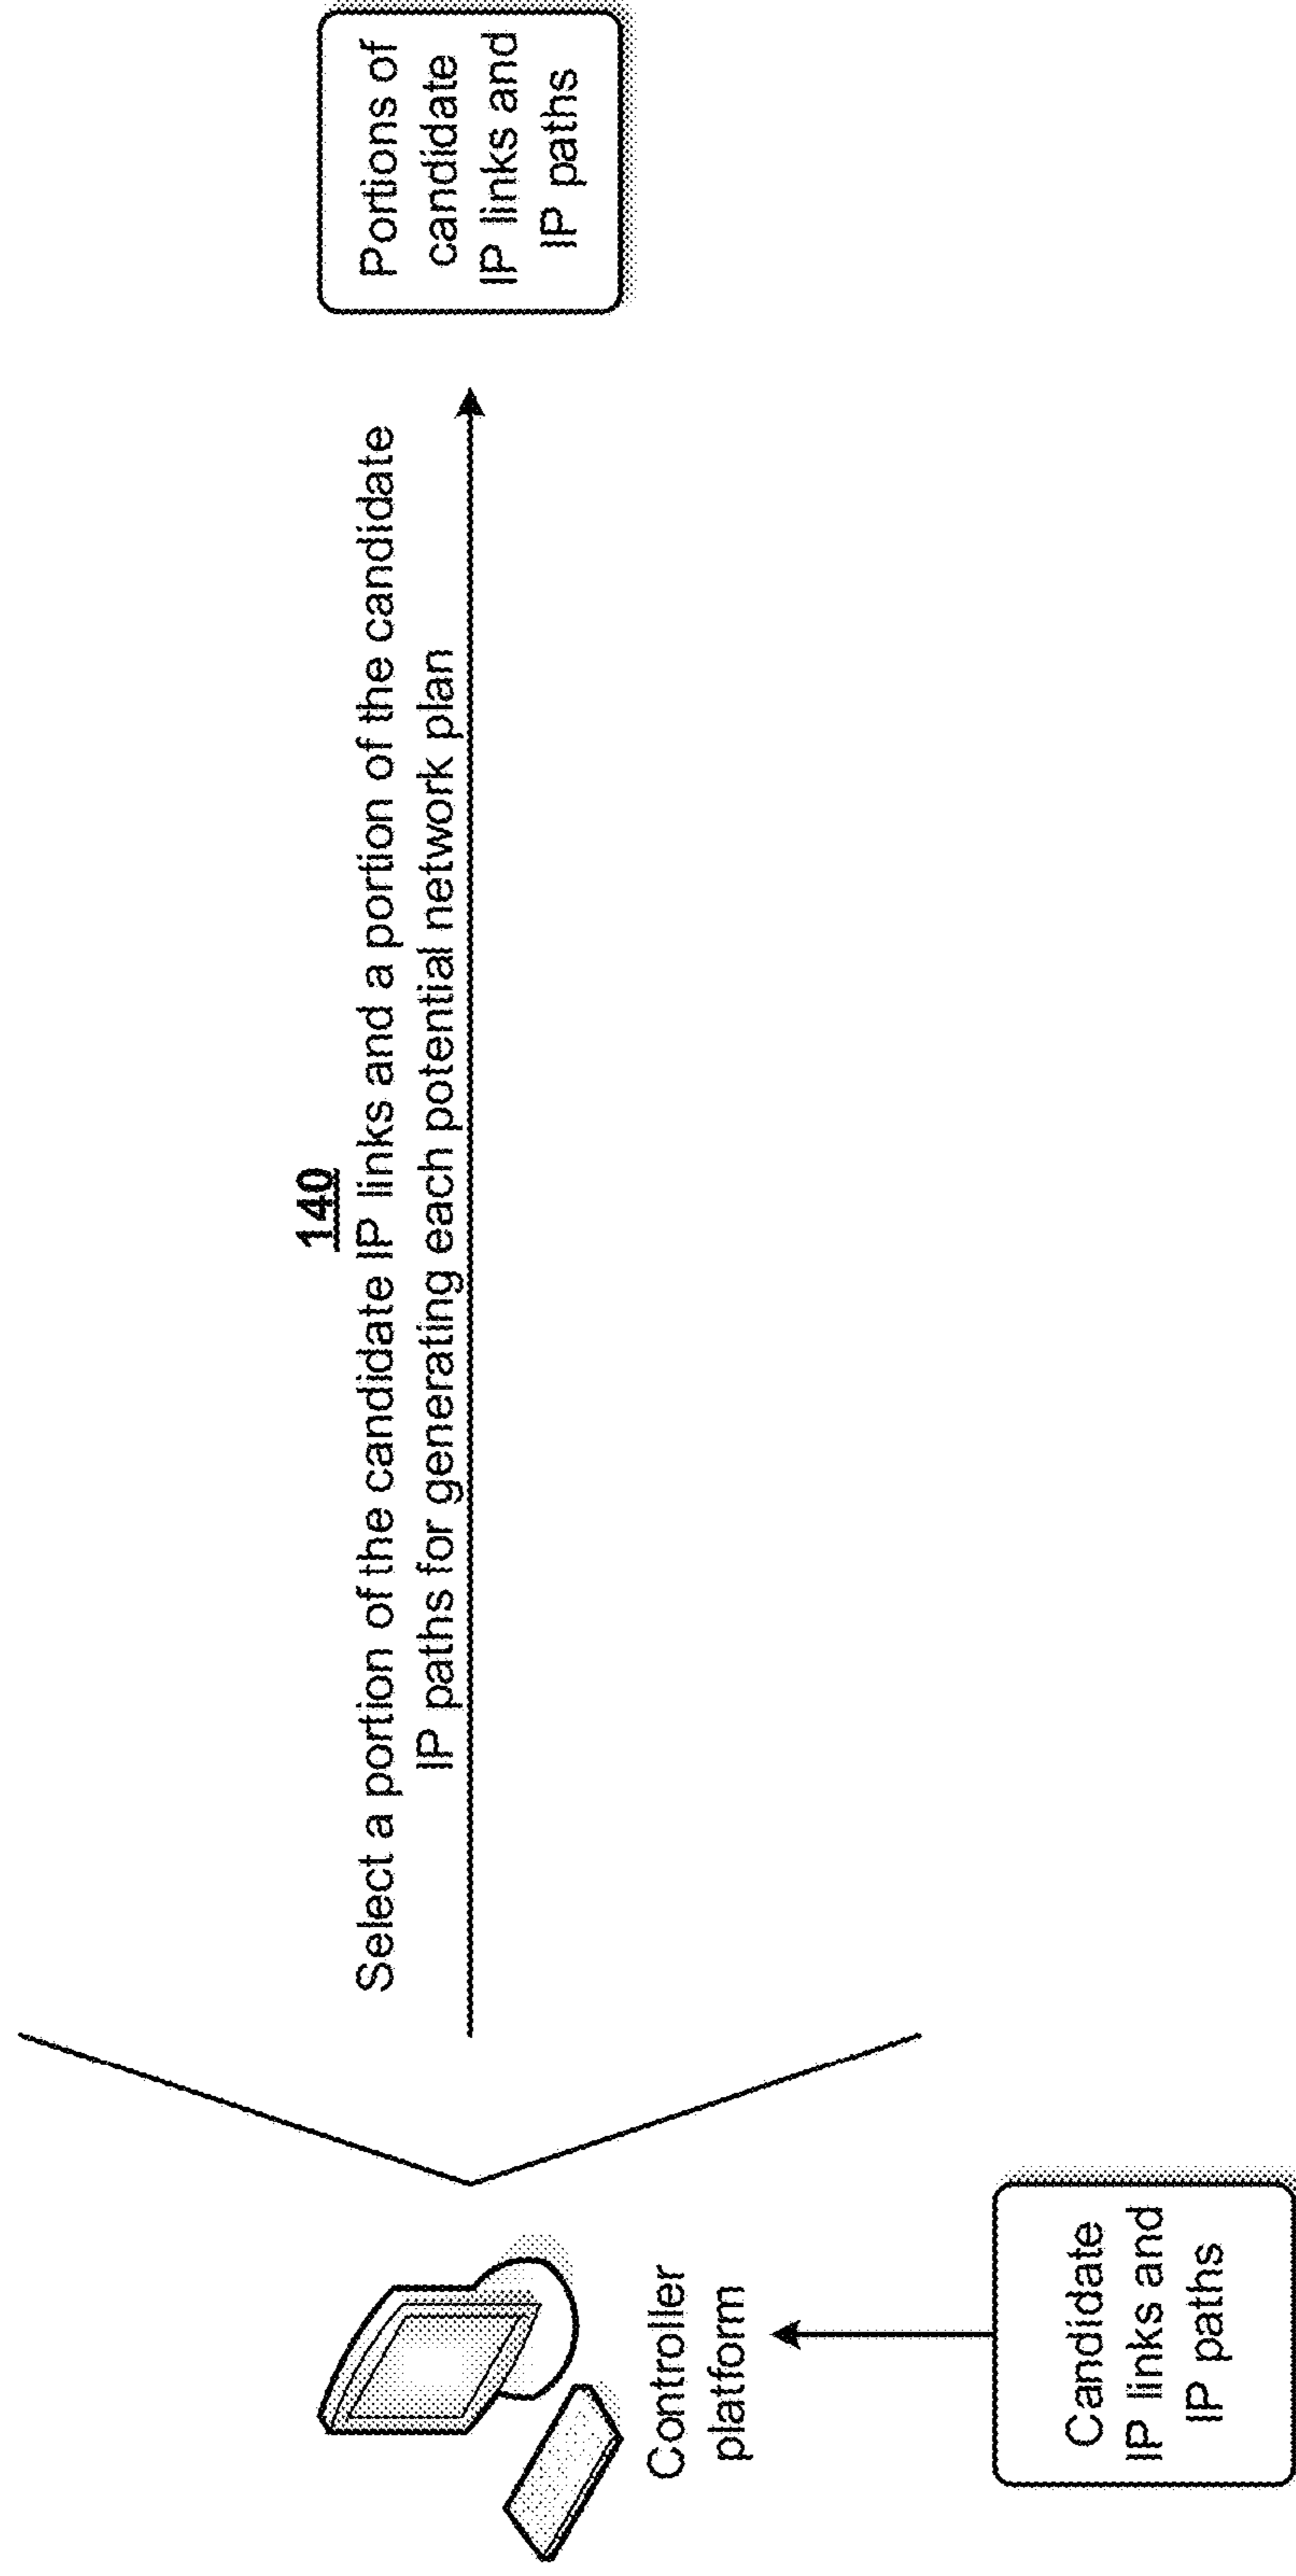 140
Select a portion of the candidate IP links and a portion of the candidate
IP paths for generating each potential network plan
Portions of
candidate
IP links and
IP paths
Controller
platform
Candidate
IP links and
IP paths